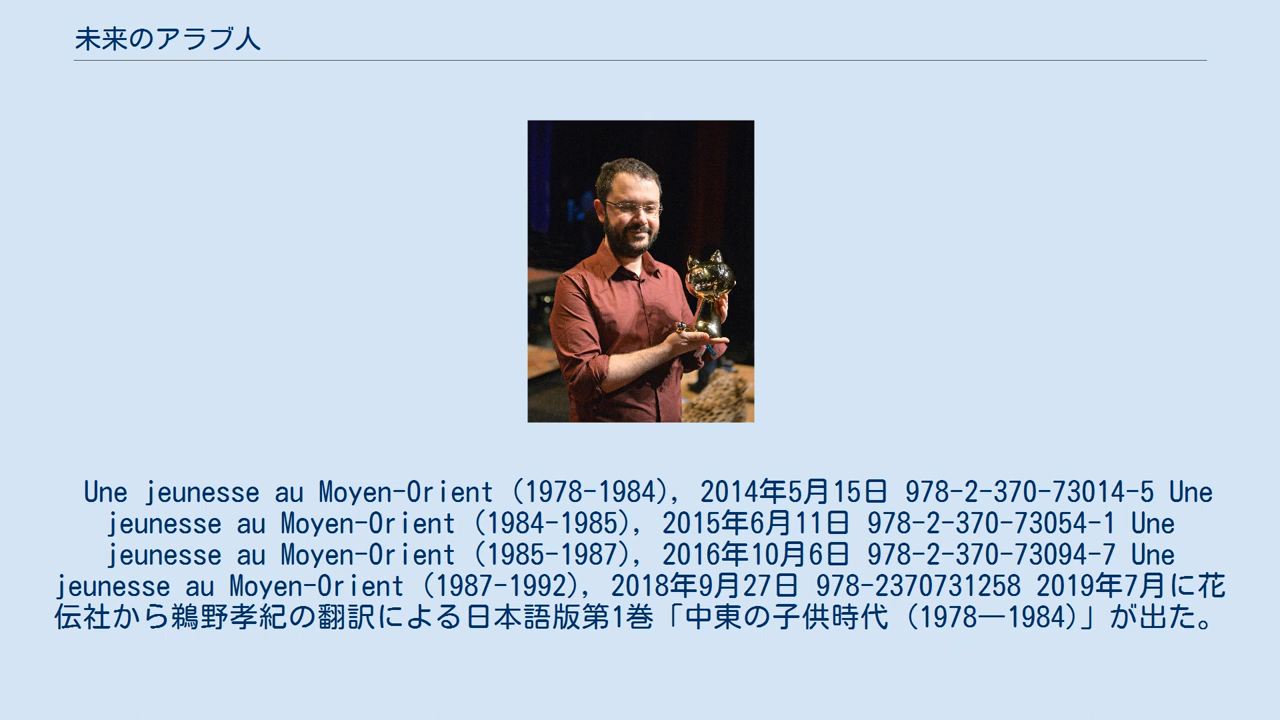 未来のアラブ人
Une jeunesse au Moyen-Orient (1978-1984), 2014年5月15日 978-2-370-73014-5 Une
jeunesse au Moyen-Orient (1984-1985), 2015年6月11日 978-2-370-73054-1 Une
jeunesse au Moyen-Orient (1985-1987), 2016年10月6日 978-2-370-73094-7 Une
jeunesse au Moyen-Orient (1987-1992), 2018年9月27日 978-2370731258 2019年7月に花
伝社から鵜野孝紀の翻訳による日本語版第1巻「中東の子供時代（1978―1984)」が出た。